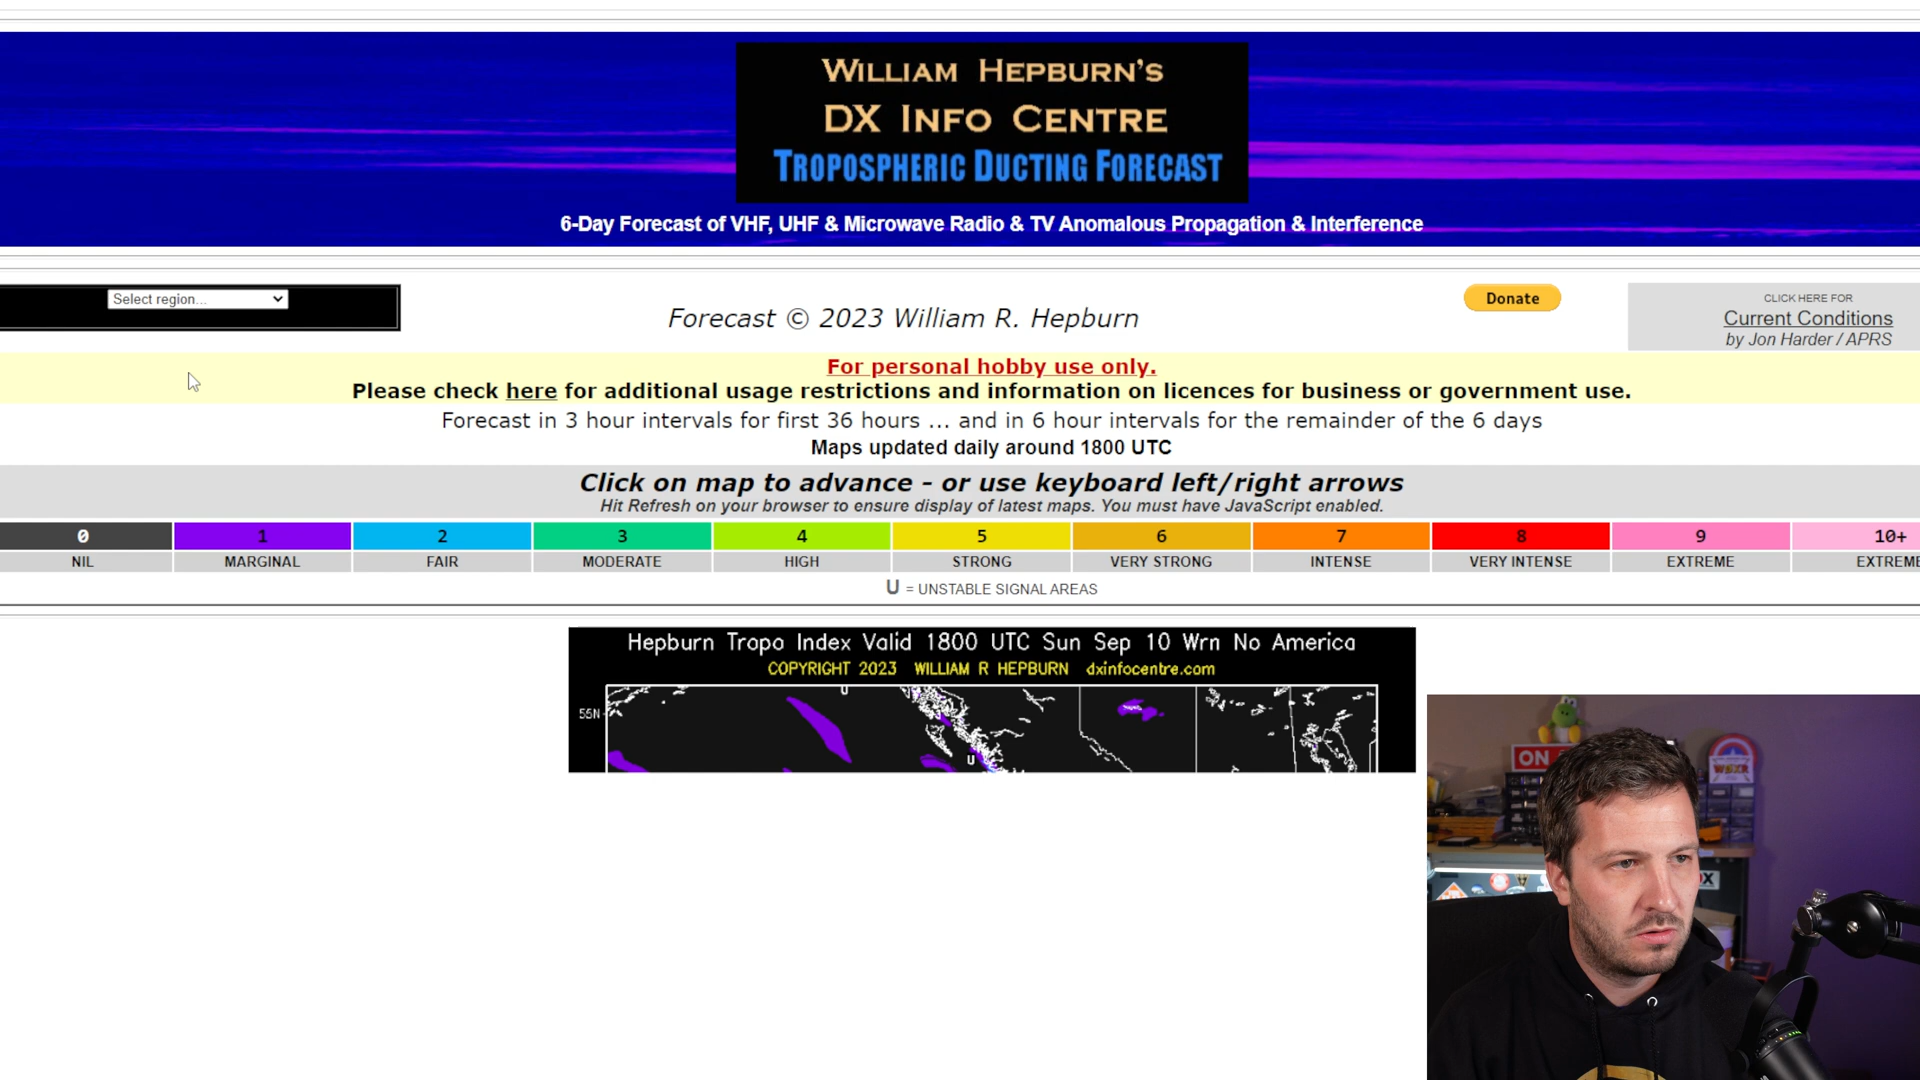 WILLIAM HEPBURN'S
DX INFO CENTRE
TROPOSPHERIC DUCTING FORECAST
6-Day Forecast of VHF, UHF & Microwave Radio & TV Anomalous Propagation & Interference
Select region...
Forecast © 2023 William R. Hepburn
Donate
CLICK HERE FOR
Current Conditions
by Jon Harder / APRS
For personal hobby use only.
Please check here for additional usage restrictions and information on licences for business or government use.
Forecast in 3 hour intervals for first 36 hours ... and in 6 hour intervals for the remainder of the 6 days
Maps updated daily around 1800 UTC
Click on map to advance - or use keyboard left/right arrows
Hit Refresh on your browser to ensure display of latest maps. You must have JavaScript enabled.
0 1 2 3 4 5 6 7 8 9 10+
NIL MARGINAL FAIR MODERATE HIGH STRONG VERY STRONG INTENSE VERY INTENSE EXTREME EXTREME
U = UNSTABLE SIGNAL AREAS
Hepburn Tropo Index Valid 1800 UTC Sun Sep 10 Wrn No America
COPYRIGHT 2023 WILLIAM R HEPBURN dxinfocentre.com
U
55N
U
ON